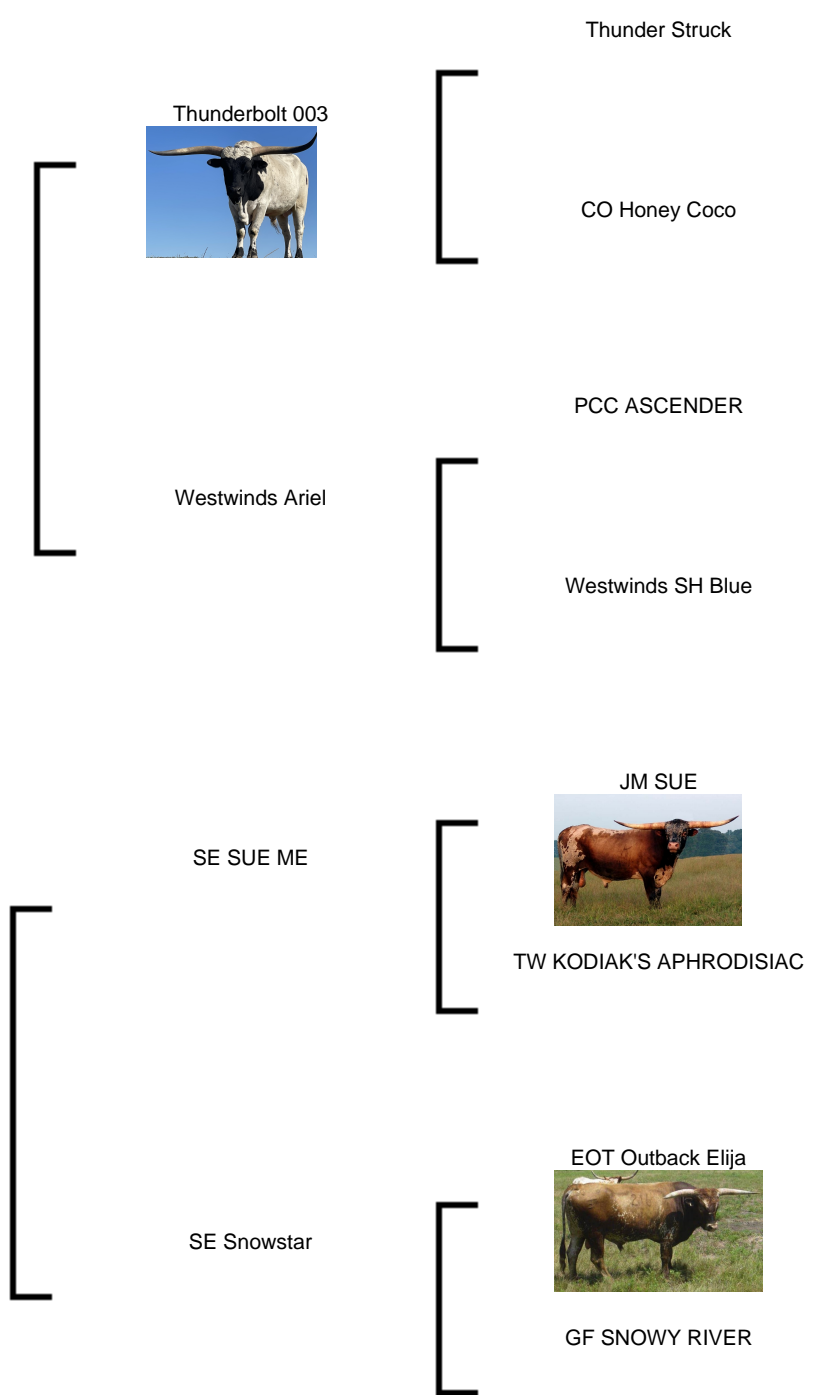 Thunder Struck
Thunderbolt 003
CO Honey Coco
PCC ASCENDER
Westwinds Ariel
Westwinds SH Blue
JM SUE
SE SUE ME
TW KODIAK'S APHRODISIAC
EOT Outback Elija
SE Snowstar
GF SNOWY RIVER